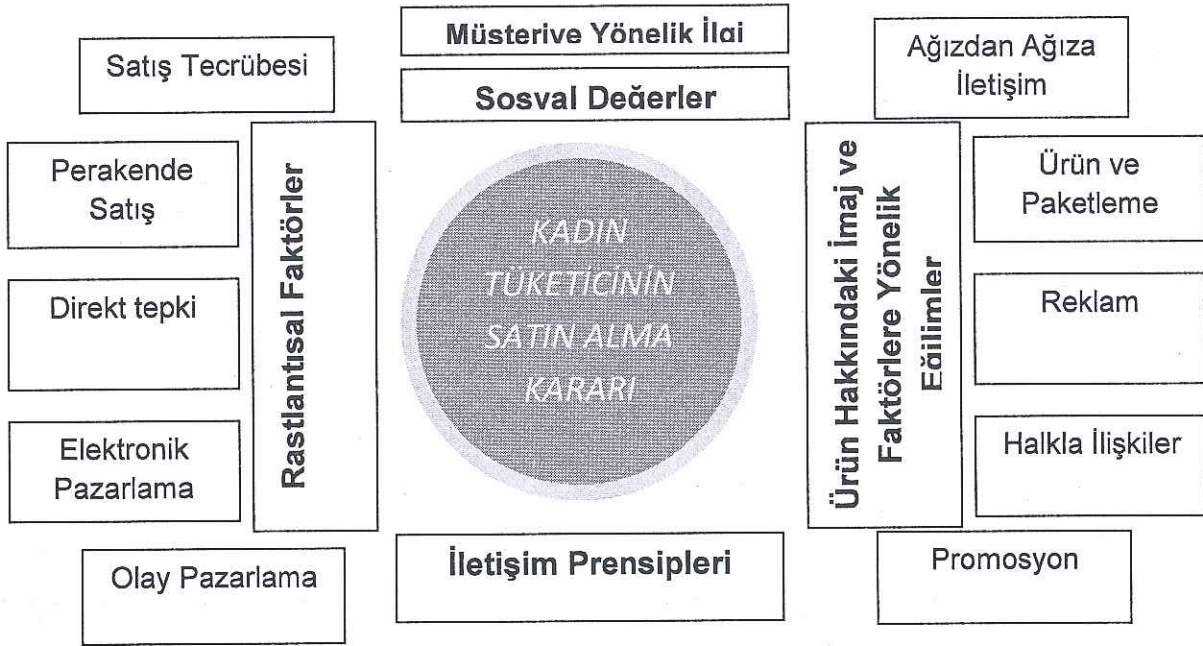 Müsterive Yönelik İlgi
Sosval Değerler
Satış Tecrübesi
Perakende
Satış
Direkt tepki
Elektronik
Pazarlama
Olay Pazarlama
Rastlantısal Faktörler
KADIN
TÜKETİCİNİN
SATIN ALMA
KARARI
İletişim Prensipleri
Ürün Hakkındaki İmaj ve
Faktörlere Yönelik
Eğilimler
Ağızdan Ağıza
İletişim
Ürün ve
Paketleme
Reklam
Halkla İlişkiler
Promosyon